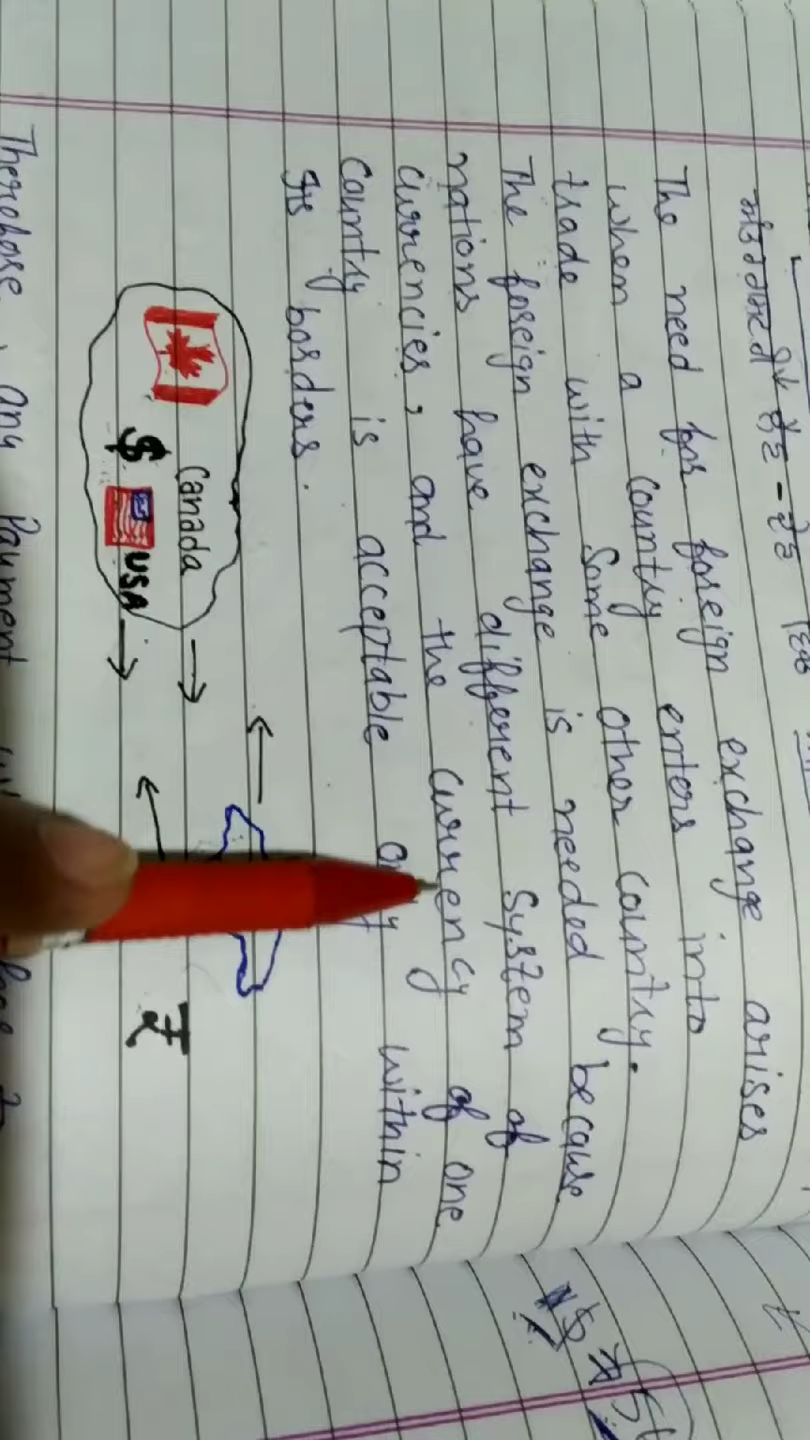 The need for foreign exchange arises
when a country enters into
trade with some other country.
The foreign exchange is needed because
nations have different system of
currencies, and the currency of one
country is acceptable within
its borders.
Canada
$ USA
₹
Therefore, any Payment